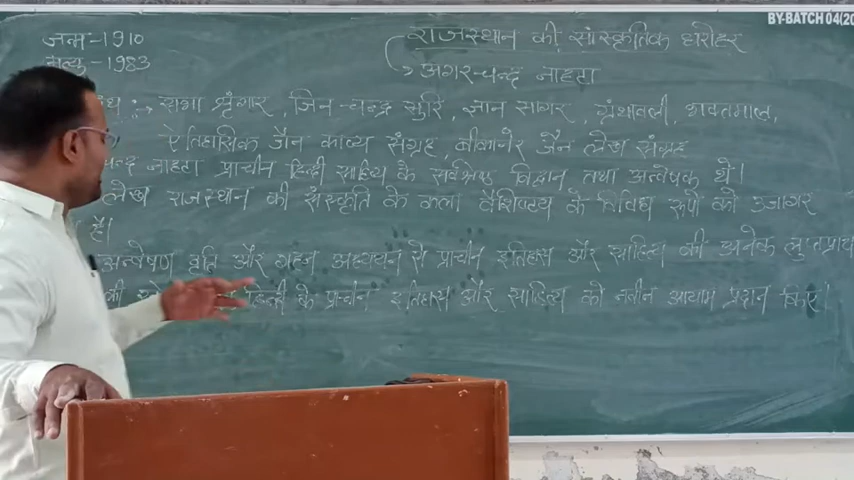 BY-BATCH 04(20
जन्म-1910
राजस्थान की सांस्कृतिक धरोहर
मृत्यु-1983
अगर-चन्द नाहटा
सभा श्रृंगार, जिन-चन्द्र सुरि, ज्ञान सागर, ग्रंथावली, भक्तमाल,
ऐतिहासिक जैन काव्य संग्रह, बीकानेर जैन लेख संग्रह
नाहटा प्राचीन हिन्दी साहित्य के सर्वश्रेष्ठ विद्वान तथा अन्वेषक थे।
लेख राजस्थान की संस्कृति के कला वैशिष्टय के विविध रूपों को उजागर
है।
अन्वेषण वृति और गहन अध्ययन से प्राचीन इतिहास और साहित्य की अनेक
की हिन्दी के प्राचीन इतिहास और साहित्य को नवीन आयाम प्रदान किए।